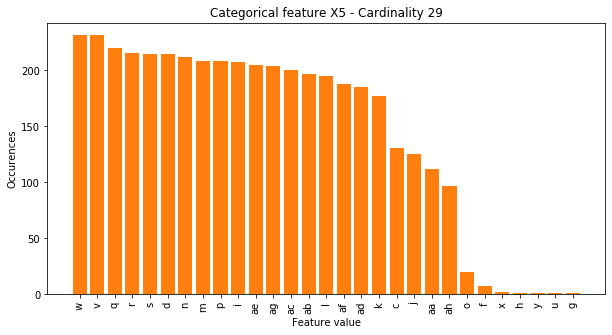 Categorical feature X5 - Cardinality 29
Occurences
200
150
100
50
0
w v q r s d n m p i ae ag ac ab l af ad k c j aa ah o f x h y u g
Feature value